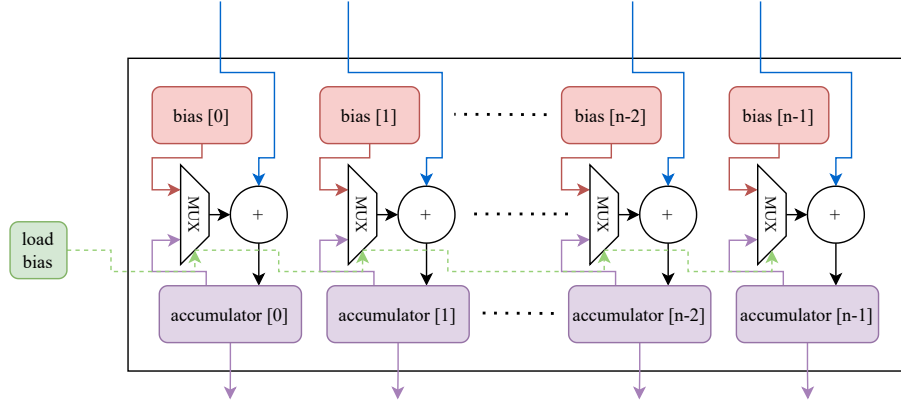 bias [0]
bias [1]
bias [n-2]
bias [n-1]
MUX
+
MUX
+
MUX
+
MUX
+
load
bias
accumulator [0]
accumulator [1]
accumulator [n-2]
accumulator [n-1]